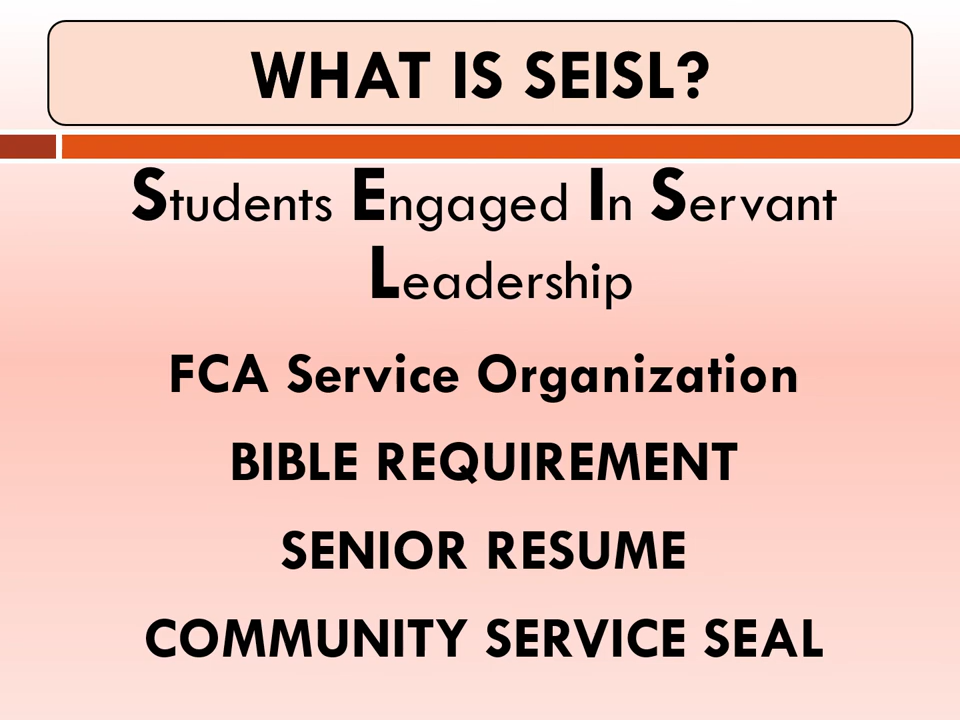 WHAT IS SEISL?
Students Engaged In Servant
Leadership
FCA Service Organization
BIBLE REQUIREMENT
SENIOR RESUME
COMMUNITY SERVICE SEAL